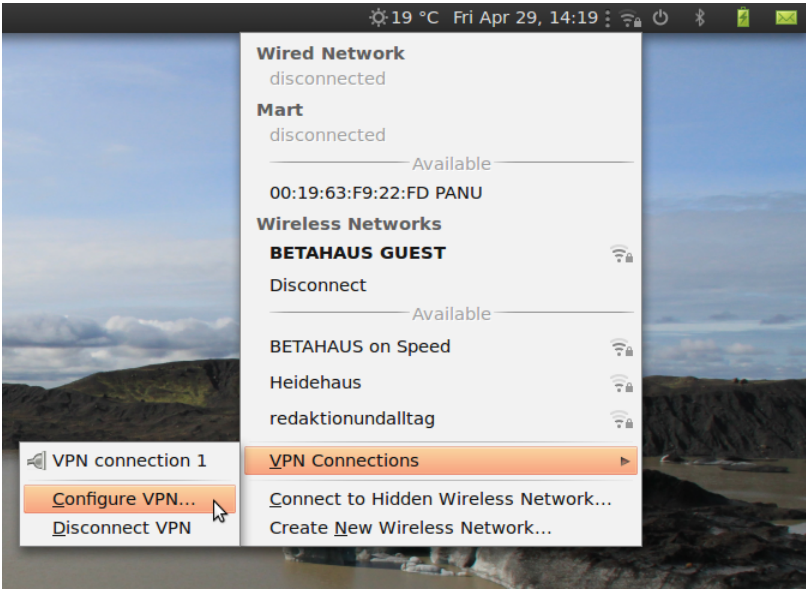 19 °C Fri Apr 29, 14:19
Wired Network
disconnected
Mart
disconnected
Available
00:19:63:F9:22:FD PANU
Wireless Networks
BETAHAUS GUEST
Disconnect
Available
BETAHAUS on Speed
Heidehaus
redaktionundalltag
VPN Connections
VPN connection 1
Configure VPN...
Disconnect VPN
Connect to Hidden Wireless Network...
Create New Wireless Network...